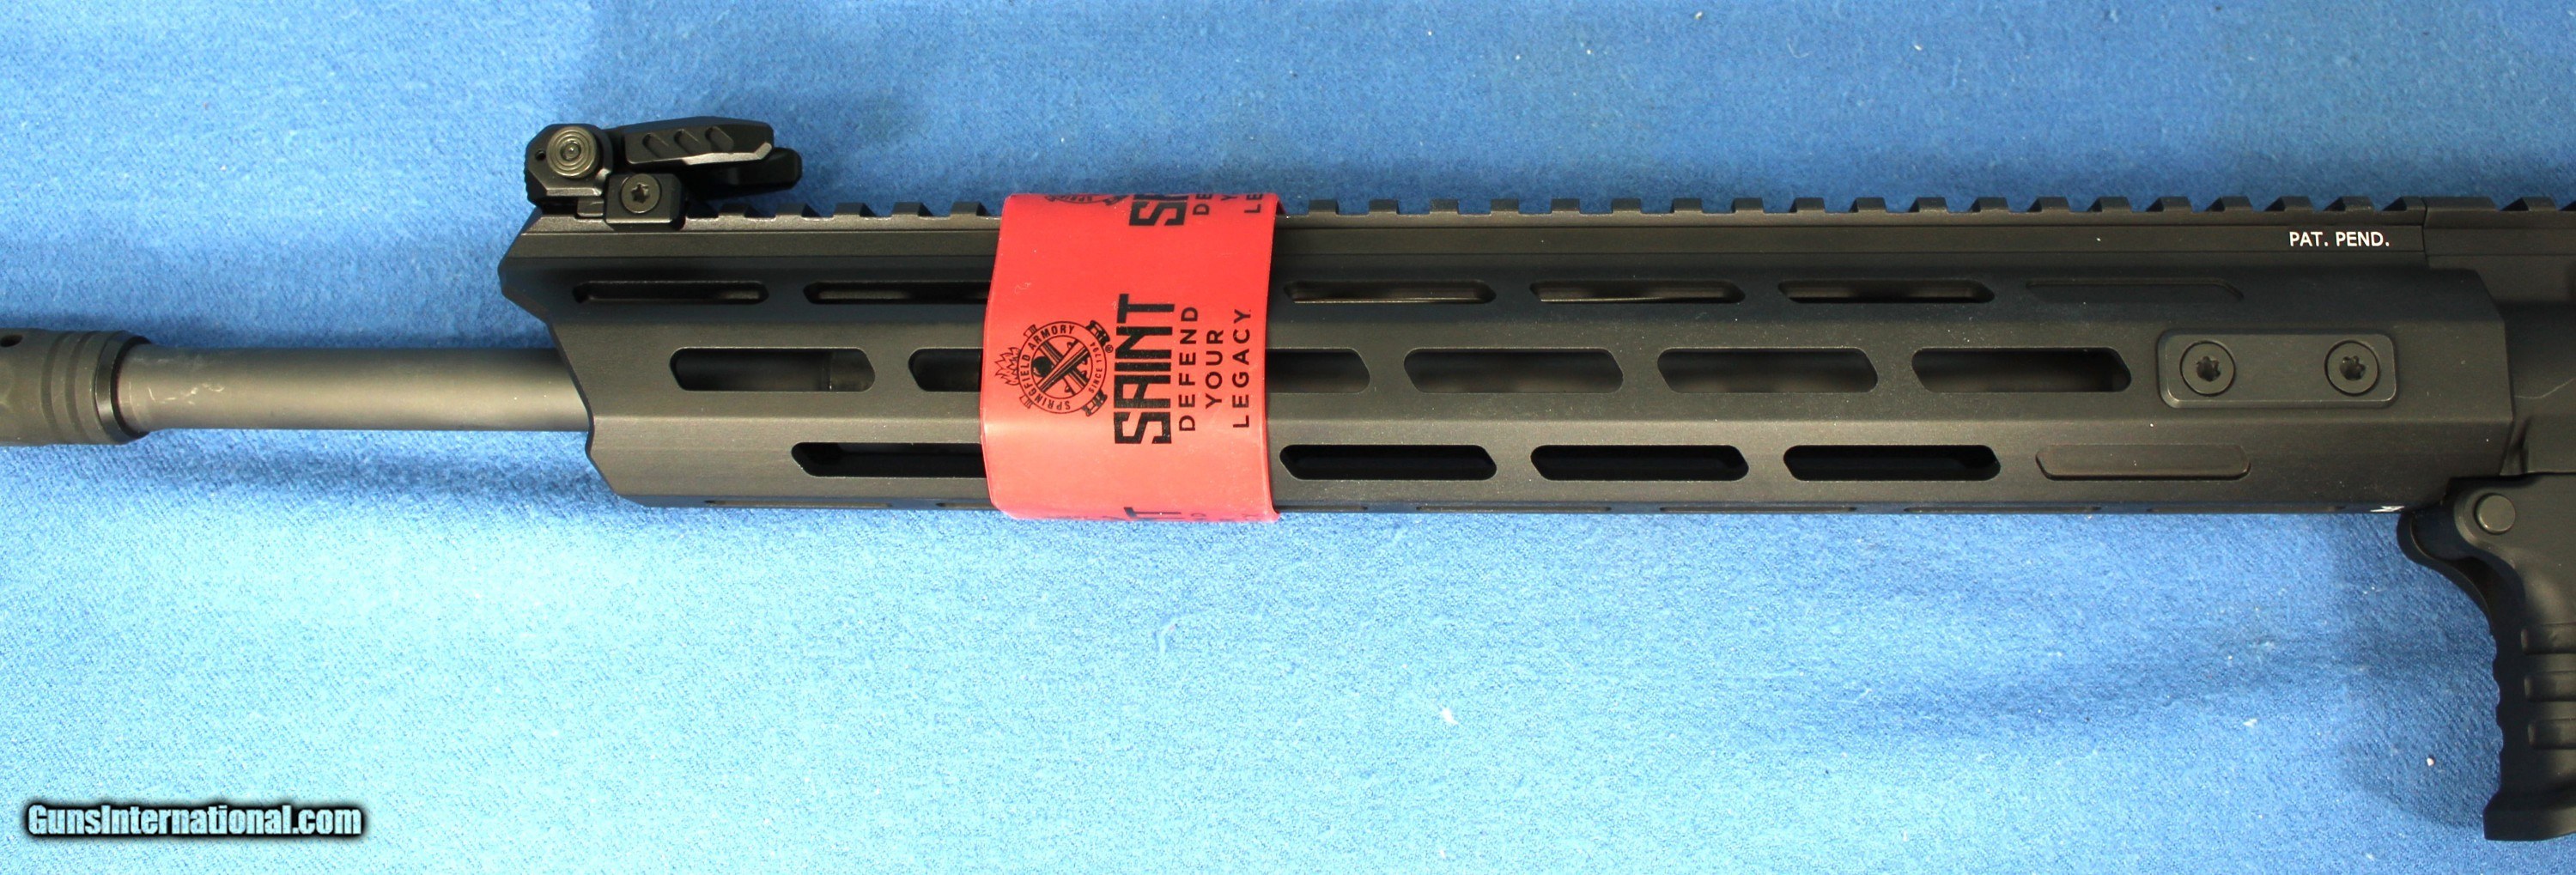 PAT. PEND.
SPRINGFIELD ARMORY
SINCE 1794
SAINT
DEFEND
YOUR
LEGACY
GunsInternational.com